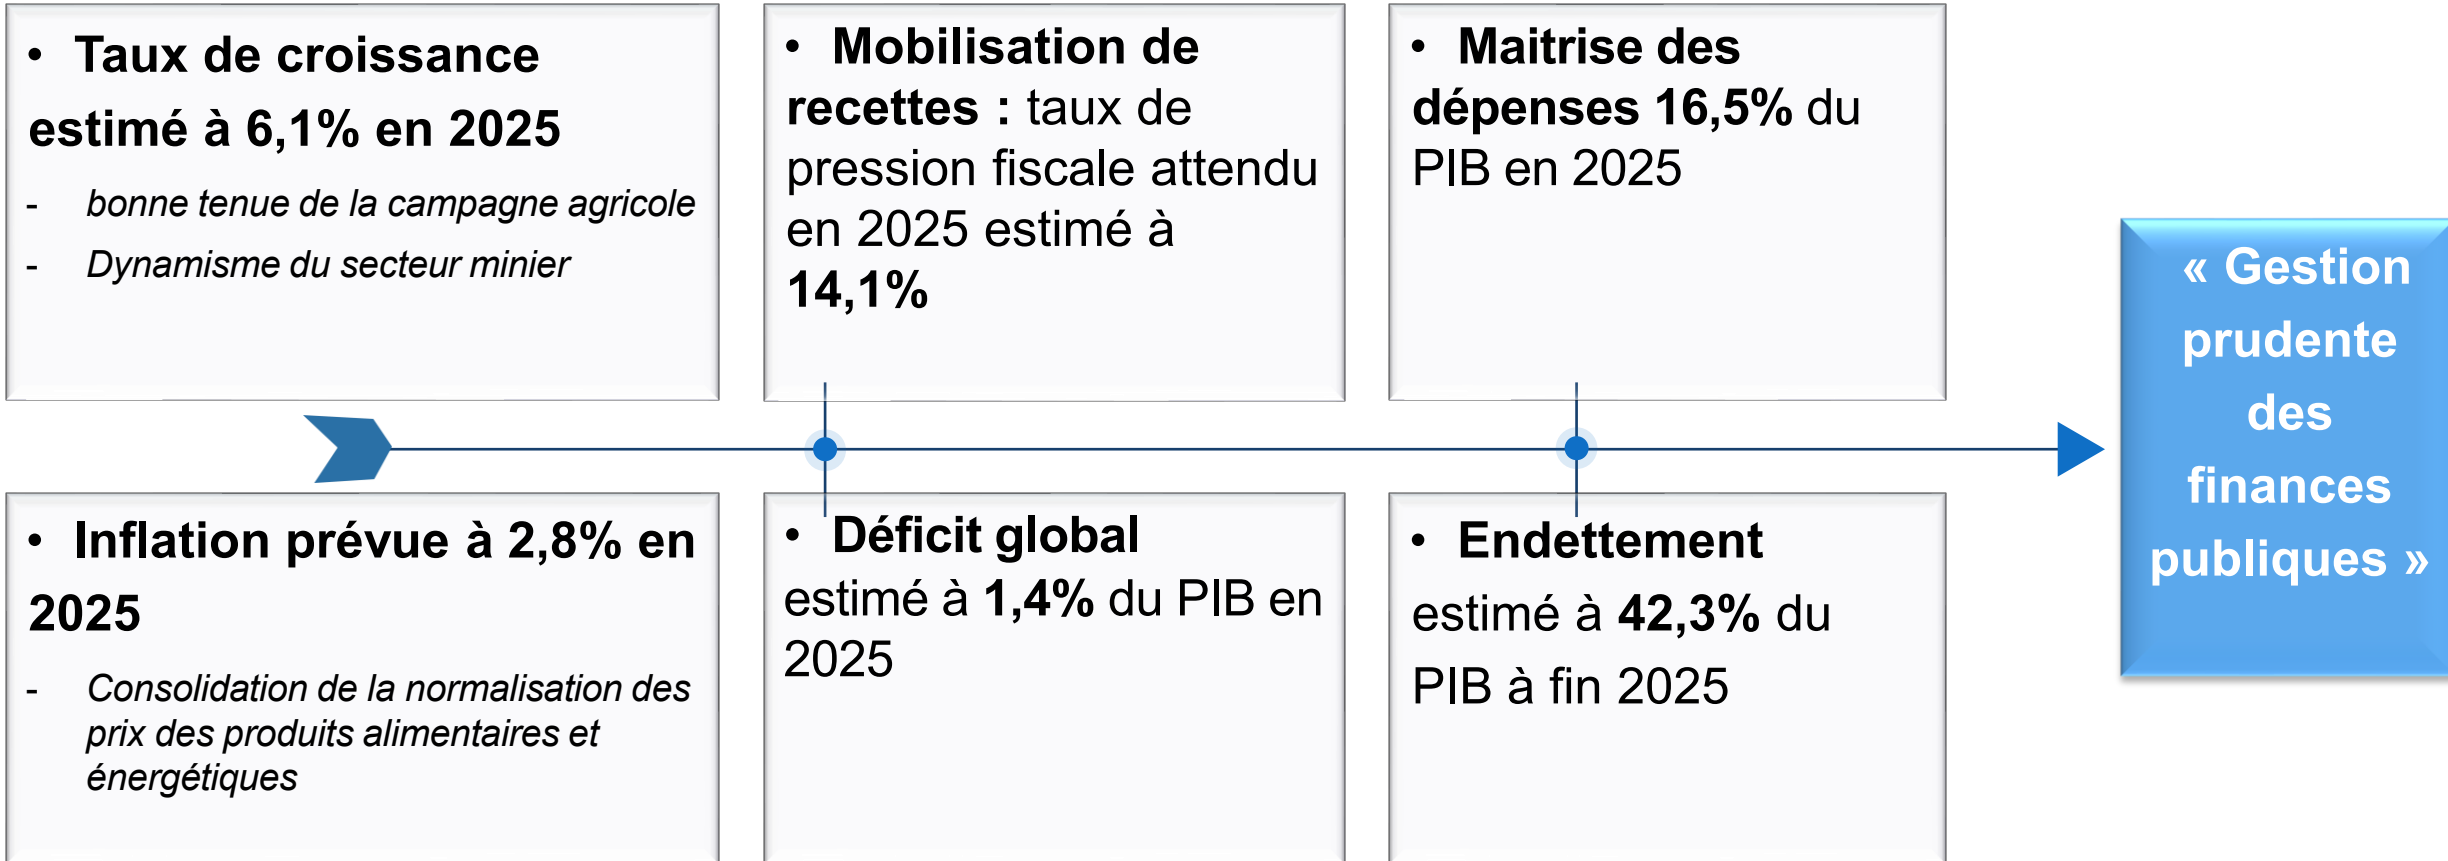 • Taux de croissance
estimé à 6,1% en 2025
- bonne tenue de la campagne agricole
- Dynamisme du secteur minier
• Mobilisation de
recettes : taux de
pression fiscale attendu
en 2025 estimé à
14,1%
• Maitrise des
dépenses 16,5% du
PIB en 2025
• Inflation prévue à 2,8% en
2025
- Consolidation de la normalisation des
prix des produits alimentaires et
énergétiques
• Déficit global
estimé à 1,4% du PIB en
2025
• Endettement
estimé à 42,3% du
PIB à fin 2025
« Gestion
prudente
des
finances
publiques »